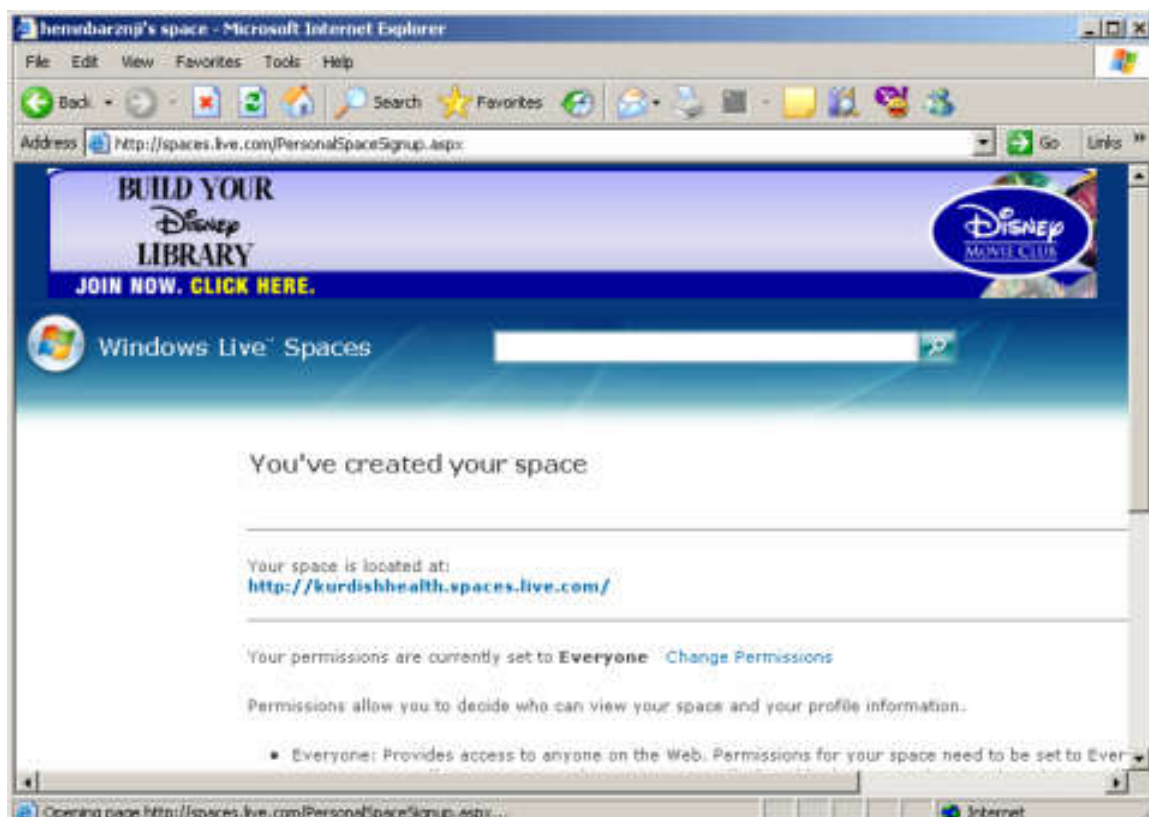 hemnbarznji's space - Microsoft Internet Explorer
File Edit View Favorites Tools Help
Back Search Favorites
Address http://spaces.live.com/PersonalSpaceSignup.aspx Go Links »
BUILD YOUR
Disney
LIBRARY
JOIN NOW. CLICK HERE.
Disney
MOVIE CLUB
Windows Live™ Spaces
You've created your space
Your space is located at:
http://kurdishhealth.spaces.live.com/
Your permissions are currently set to Everyone Change Permissions
Permissions allow you to decide who can view your space and your profile information.
• Everyone: Provides access to anyone on the Web. Permissions for your space need to be set to Ever
Opening page http://spaces.live.com/PersonalSpaceSignup.aspx... Internet